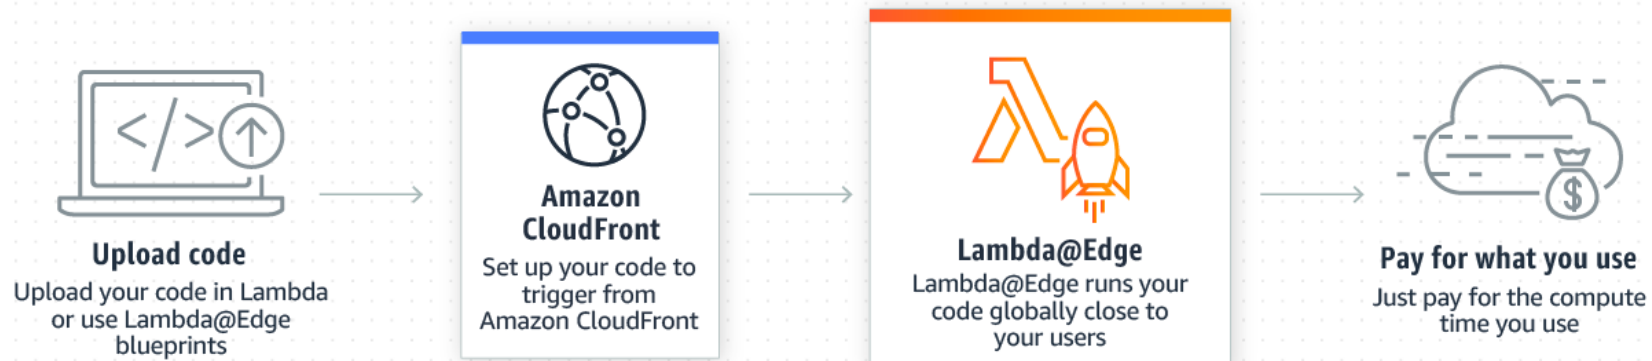 </>
Upload code
Upload your code in Lambda
or use Lambda@Edge
blueprints
Amazon
CloudFront
Set up your code to
trigger from
Amazon CloudFront
Lambda@Edge
Lambda@Edge runs your
code globally close to
your users
$
Pay for what you use
Just pay for the compute
time you use